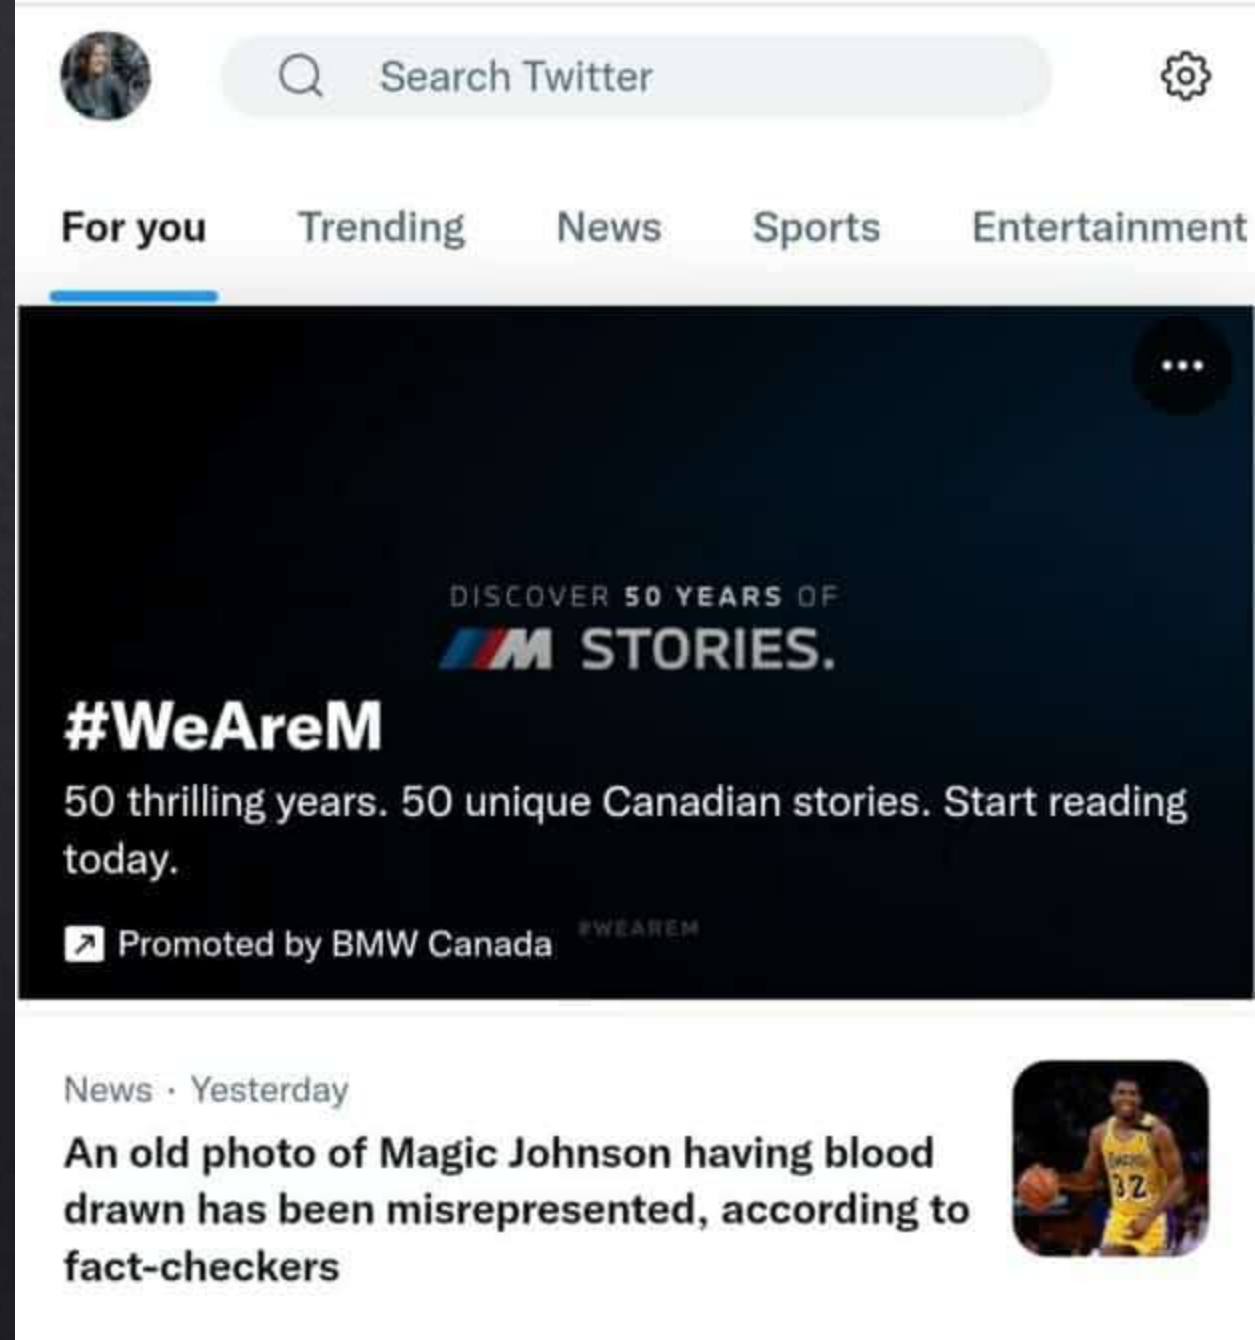 Search Twitter
For you Trending News Sports Entertainment
DISCOVER 50 YEARS OF
M STORIES.
#WeAreM
50 thrilling years. 50 unique Canadian stories. Start reading
today.
#WEAREM
Promoted by BMW Canada
News · Yesterday
An old photo of Magic Johnson having blood
drawn has been misrepresented, according to
fact-checkers
32